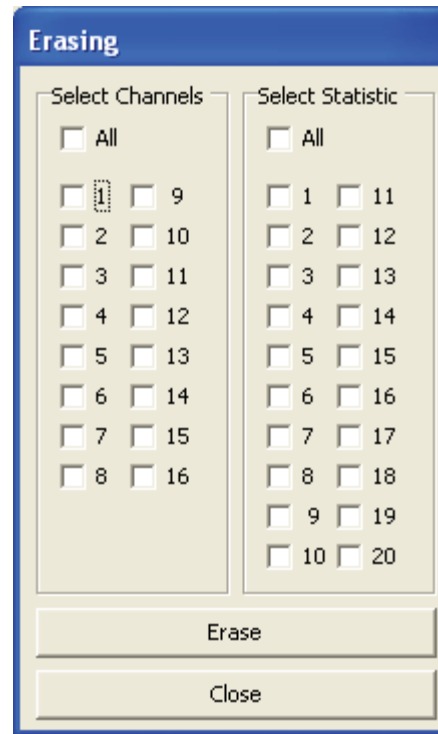 Erasing
Select Channels Select Statistic
All All
1 9 1 11
2 10 2 12
3 11 3 13
4 12 4 14
5 13 5 15
6 14 6 16
7 15 7 17
8 16 8 18
9 19
10 20
Erase
Close